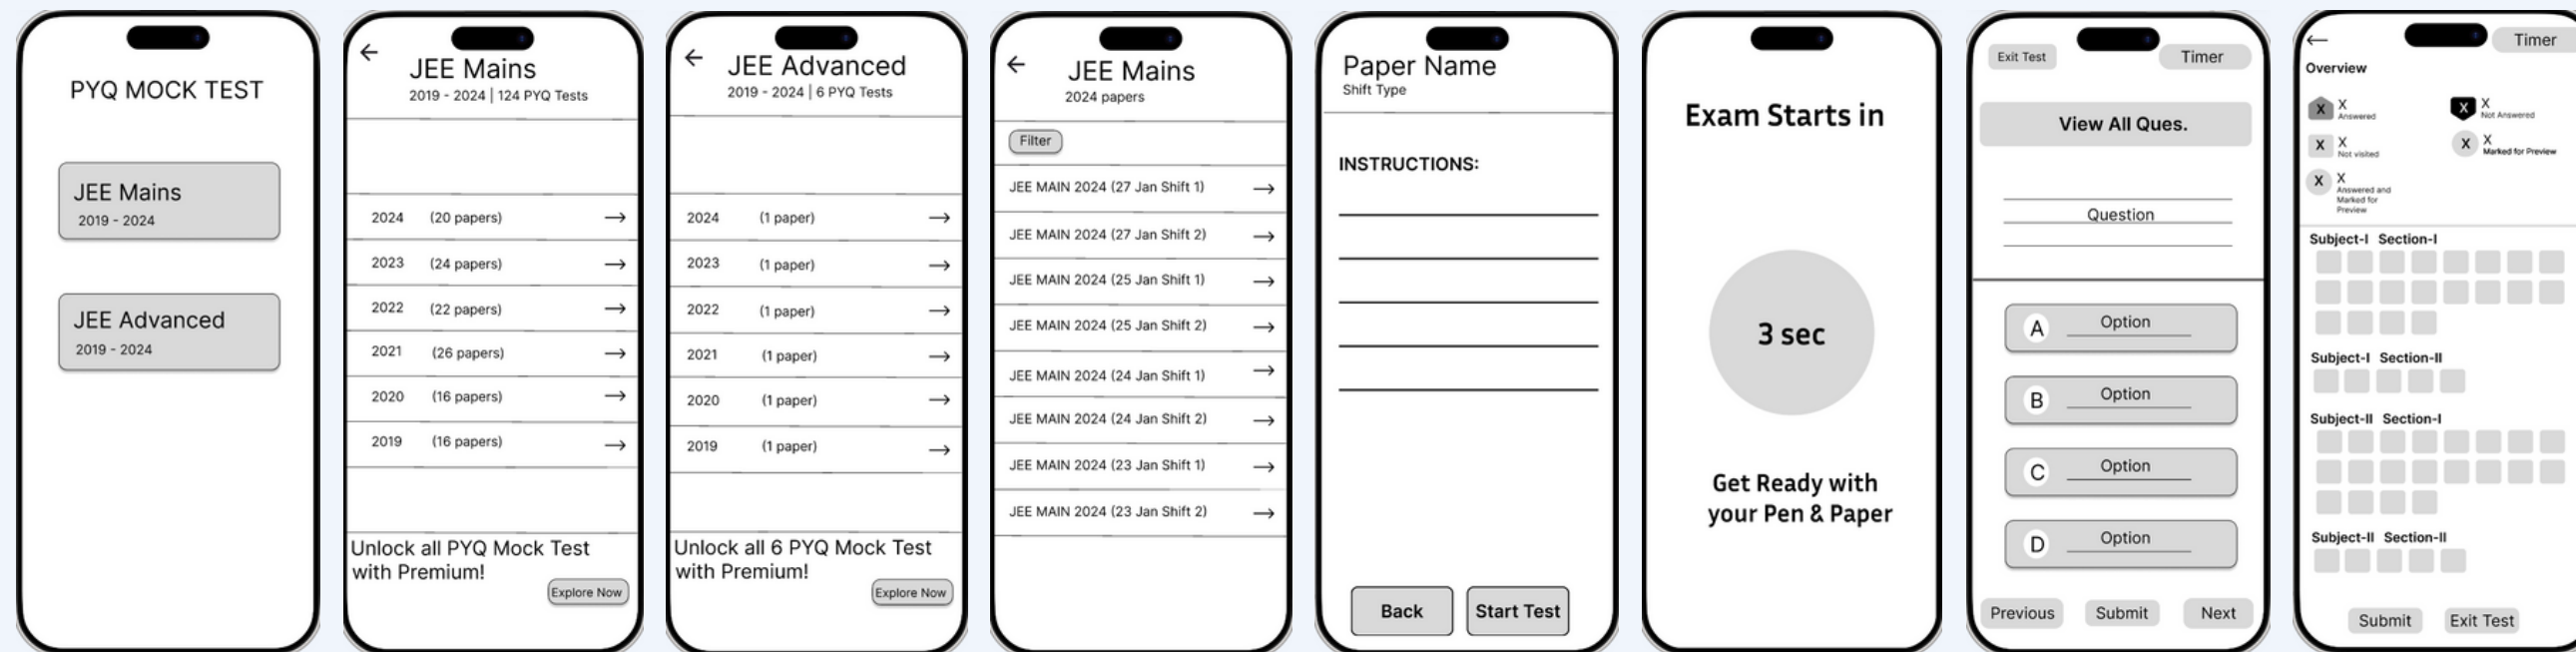 PYQ MOCK TEST
JEE Mains
2019 - 2024
JEE Advanced
2019 - 2024
JEE Mains
2019 - 2024 | 124 PYQ Tests
2024 (20 papers)
2023 (24 papers)
2022 (22 papers)
2021 (26 papers)
2020 (16 papers)
2019 (16 papers)
Unlock all PYQ Mock Test
with Premium!
Explore Now
JEE Advanced
2019 - 2024 | 6 PYQ Tests
2024 (1 paper)
2023 (1 paper)
2022 (1 paper)
2021 (1 paper)
2020 (1 paper)
2019 (1 paper)
Unlock all 6 PYQ Mock Test
with Premium!
Explore Now
JEE Mains
2024 papers
Filter
JEE MAIN 2024 (27 Jan Shift 1)
JEE MAIN 2024 (27 Jan Shift 2)
JEE MAIN 2024 (25 Jan Shift 1)
JEE MAIN 2024 (25 Jan Shift 2)
JEE MAIN 2024 (24 Jan Shift 1)
JEE MAIN 2024 (24 Jan Shift 2)
JEE MAIN 2024 (23 Jan Shift 1)
JEE MAIN 2024 (23 Jan Shift 2)
Paper Name
Shift Type
INSTRUCTIONS:
Back
Start Test
Exam Starts in
3 sec
Get Ready with
your Pen & Paper
Exit Test
Timer
View All Ques.
Question
A Option
B Option
C Option
D Option
Previous
Submit
Next
Timer
Overview
X X
Answered
X X
Not Answered
X X
Not visited
X X
Marked for Preview
X X
Answered and
Marked for
Preview
Subject-I Section-I
Subject-I Section-II
Subject-II Section-I
Subject-II Section-II
Submit
Exit Test